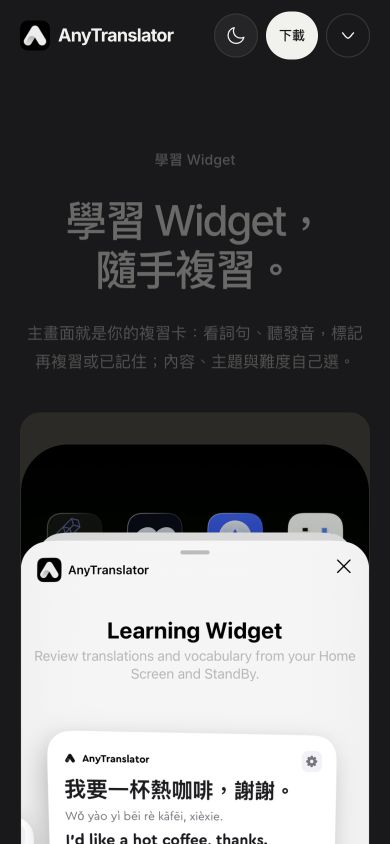 AnyTranslator
下載
學習 Widget
學習 Widget，
隨手複習。
主畫面就是你的複習卡：看詞句、聽發音，標記
再複習或已記住；內容、主題與難度自己選。
AnyTranslator
Learning Widget
Review translations and vocabulary from your Home
Screen and StandBy.
AnyTranslator
我要一杯熱咖啡，謝謝。
Wǒ yào yì bēi rè kāfēi, xièxie.
I'd like a hot coffee, thanks.